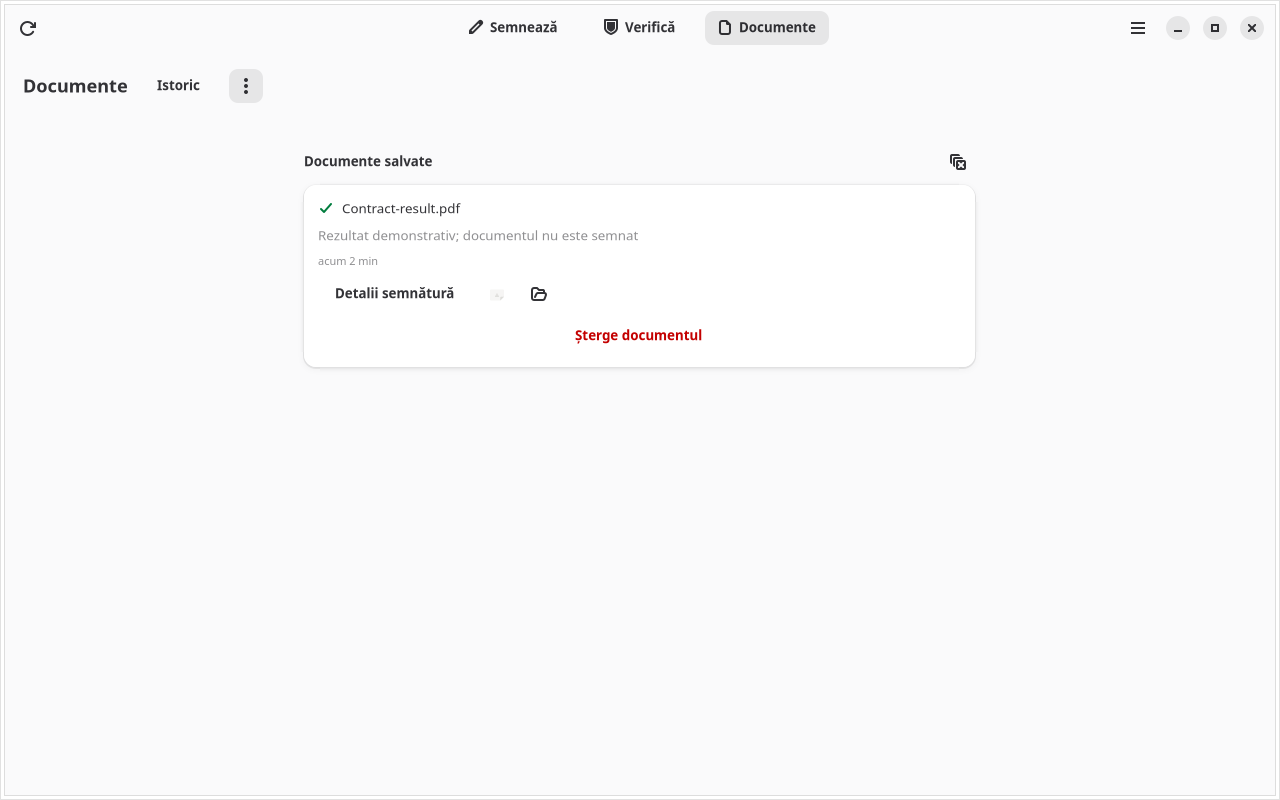 Semnează
Verifică
Documente
Documente
Istoric
Documente salvate
Contract-result.pdf
Rezultat demonstrativ; documentul nu este semnat
acum 2 min
Detalii semnătură
Șterge documentul